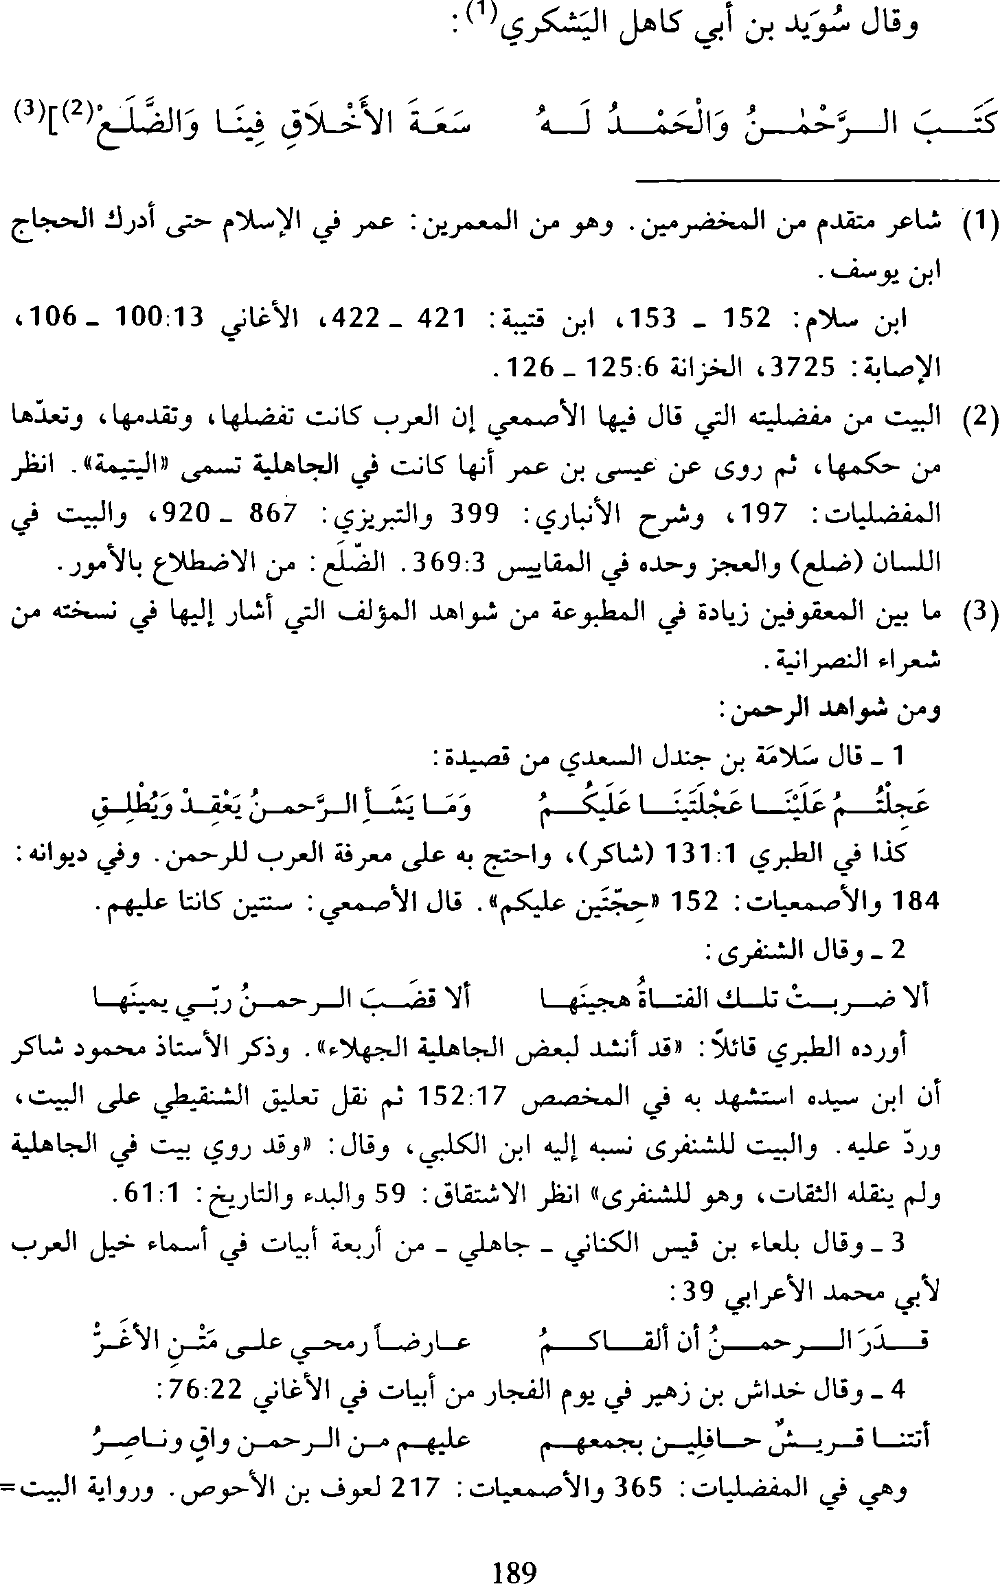 وقال سُوَيد بن أبي كاهل اليَشكري(1):
كَتَبَ الرَّحْمٰنُ وَالْحَمْدُ لَهُ سَعَةَ الأَخْلَاقِ فِينَا وَالضَّلَعْ(2)](3)
(1) شاعر متقدم من المخضرمين. وهو من المعمرين: عمر في الإسلام حتى أدرك الحجاج
ابن يوسف.
ابن سلام: 152 - 153، ابن قتيبة: 421 - 422، الأغاني 100:13 - 106،
الإصابة: 3725، الخزانة 125:6 - 126.
(2) البيت من مفضليته التي قال فيها الأصمعي إن العرب كانت تفضلها، وتقدمها، وتعدّها
من حكمها، ثم روى عن عيسى بن عمر أنها كانت في الجاهلية تسمى «اليتيمة». انظر
المفضليات: 197، وشرح الأنباري: 399 والتبريزي: 867 - 920، والبيت في
اللسان (ضلع) والعجز وحده في المقاييس 369:3. الضَّلَع: من الاضطلاع بالأمور.
(3) ما بين المعقوفين زيادة في المطبوعة من شواهد المؤلف التي أشار إليها في نسخته من
شعراء النصرانية.
ومن شواهد الرحمن:
1 - قال سَلامَة بن جندل السعدي من قصيدة:
عَجِلْتُمُ عَلَيْنَا عَجْلَتَيْنَا عَلَيكُمُ وَمَا يَشَأِ الرَّحمنُ يَعْقِدْ وَيُطْلِقِ
كذا في الطبري 131:1 (شاكر)، واحتج به على معرفة العرب للرحمن. وفي ديوانه:
184 والأصمعيات: 152 «حِجّتَين عليكم». قال الأصمعي: سنتين كانتا عليهم.
2 - وقال الشنفرى:
ألا ضربتْ تلك الفتاةُ هجينَها ألا قضَبَ الرحمنُ ربّي يمينَها
أورده الطبري قائلاً: «قد أنشد لبعض الجاهلية الجهلاء». وذكر الأستاذ محمود شاكر
أن ابن سيده استشهد به في المخصص 152:17 ثم نقل تعليق الشنقيطي على البيت،
وردّ عليه. والبيت للشنفرى نسبه إليه ابن الكلبي، وقال: «وقد روي بيت في الجاهلية
ولم ينقله الثقات، وهو للشنفرى» انظر الاشتقاق: 59 والبدء والتاريخ: 61:1.
3 - وقال بلعاء بن قيس الكناني - جاهلي - من أربعة أبيات في أسماء خيل العرب
لأبي محمد الأعرابي 39:
قَدَرَ الرحمنُ أن ألقاكمُ عارضاً رمحي على مَتْنِ الأغَرّْ
4 - وقال خداش بن زهير في يوم الفجار من أبيات في الأغاني 76:22:
أتتنا قريشٌ حافلِين بجمعهم عليهم من الرحمن واقٍ وناصِرُ
وهي في المفضليات: 365 والأصمعيات: 217 لعوف بن الأحوص. ورواية البيت=
189